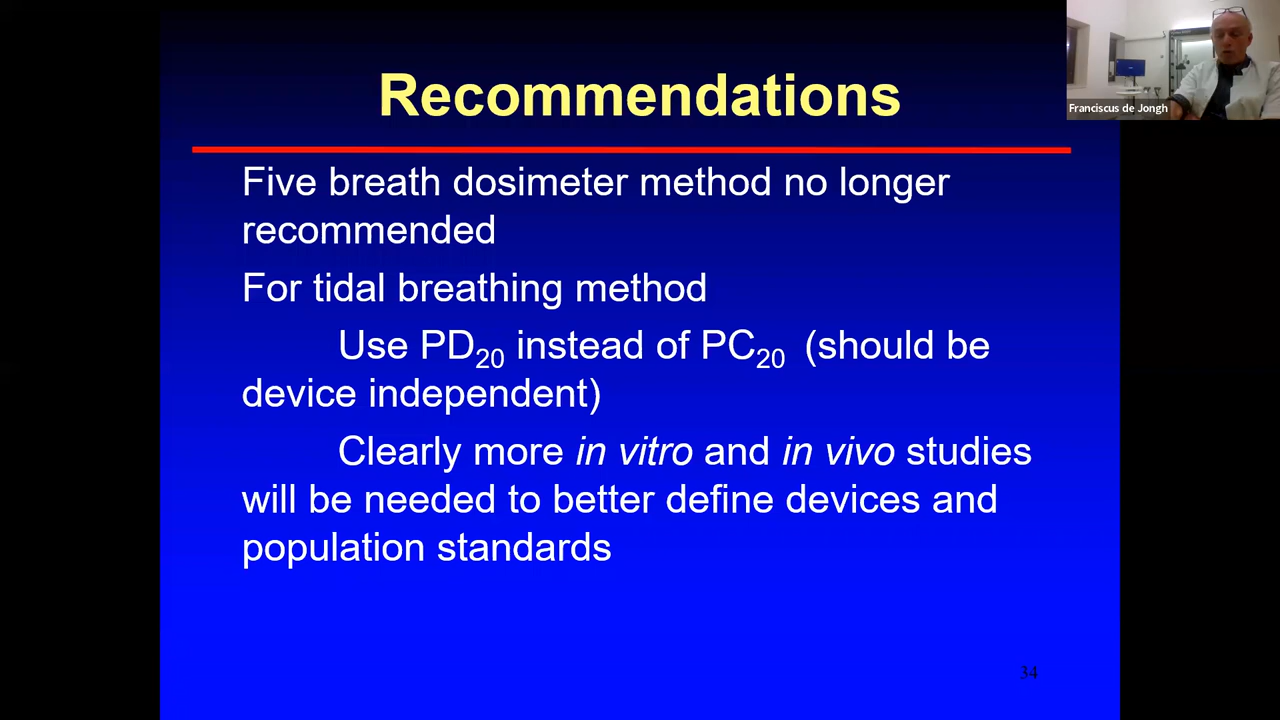 Recommendations
Franciscus de Jongh
Five breath dosimeter method no longer
recommended
For tidal breathing method
Use PD20 instead of PC20 (should be
device independent)
Clearly more in vitro and in vivo studies
will be needed to better define devices and
population standards
34